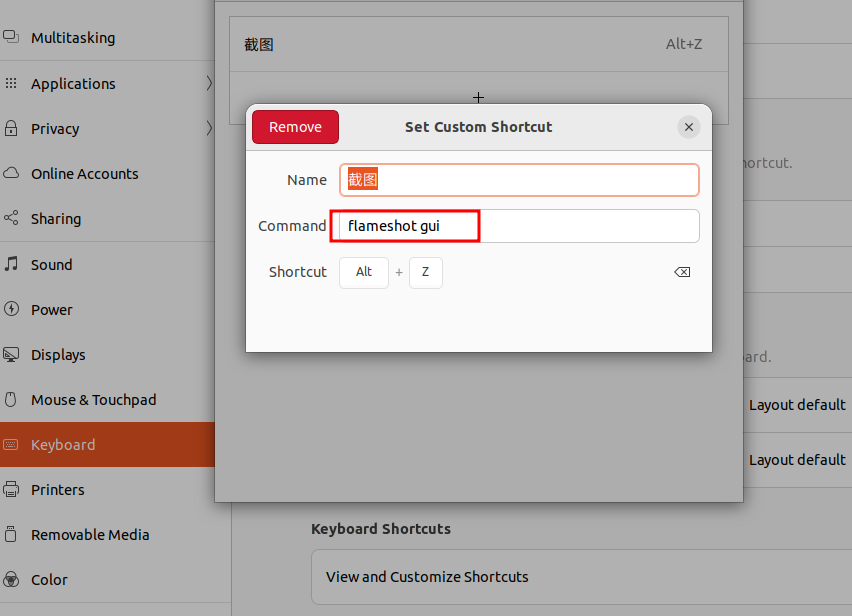 Multitasking
Applications
Privacy
Online Accounts
Sharing
Sound
Power
Displays
Mouse & Touchpad
Keyboard
Printers
Removable Media
Color
截图 Alt+Z
Remove Set Custom Shortcut
Name 截图
Command flameshot gui
Shortcut Alt + Z
hortcut.
ard.
Layout default
Layout default
Keyboard Shortcuts
View and Customize Shortcuts